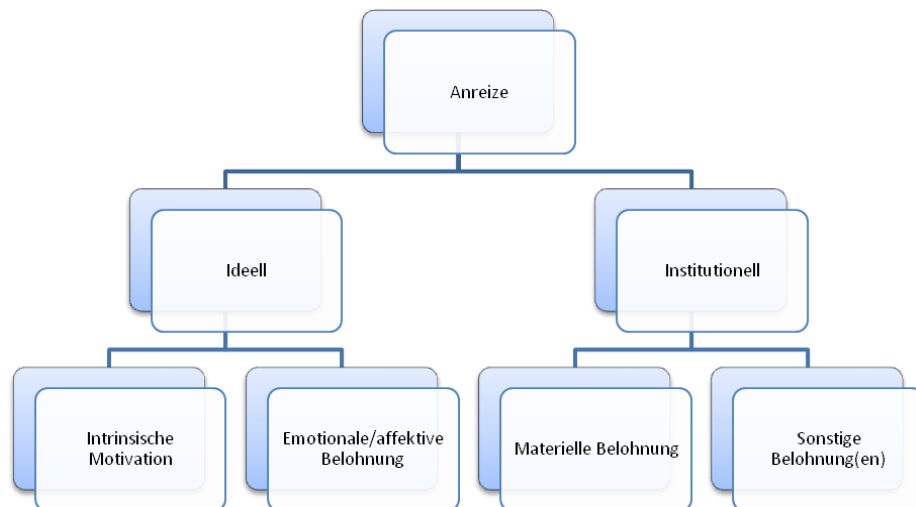 Anreize
Ideell
Institutionell
Intrinsische
Motivation
Emotionale/affektive
Belohnung
Materielle Belohnung
Sonstige
Belohnung(en)